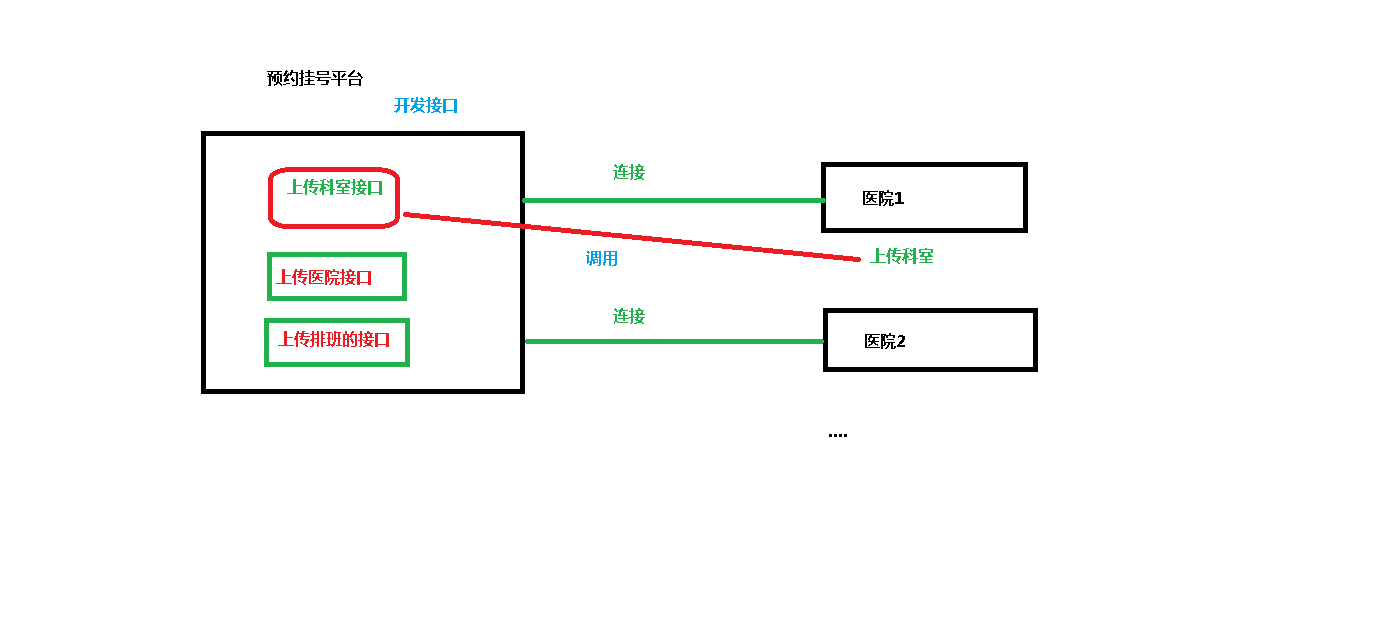 预约挂号平台
开发接口
上传科室接口
上传医院接口
上传排班的接口
连接
调用
连接
医院1
上传科室
医院2
....